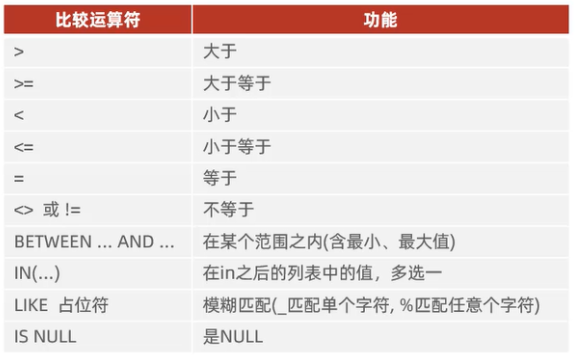 比较运算符 功能
> 大于
>= 大于等于
< 小于
<= 小于等于
= 等于
<> 或 != 不等于
BETWEEN ... AND ... 在某个范围之内(含最小、最大值)
IN(...) 在in之后的列表中的值，多选一
LIKE 占位符 模糊匹配(_匹配单个字符, %匹配任意个字符)
IS NULL 是NULL